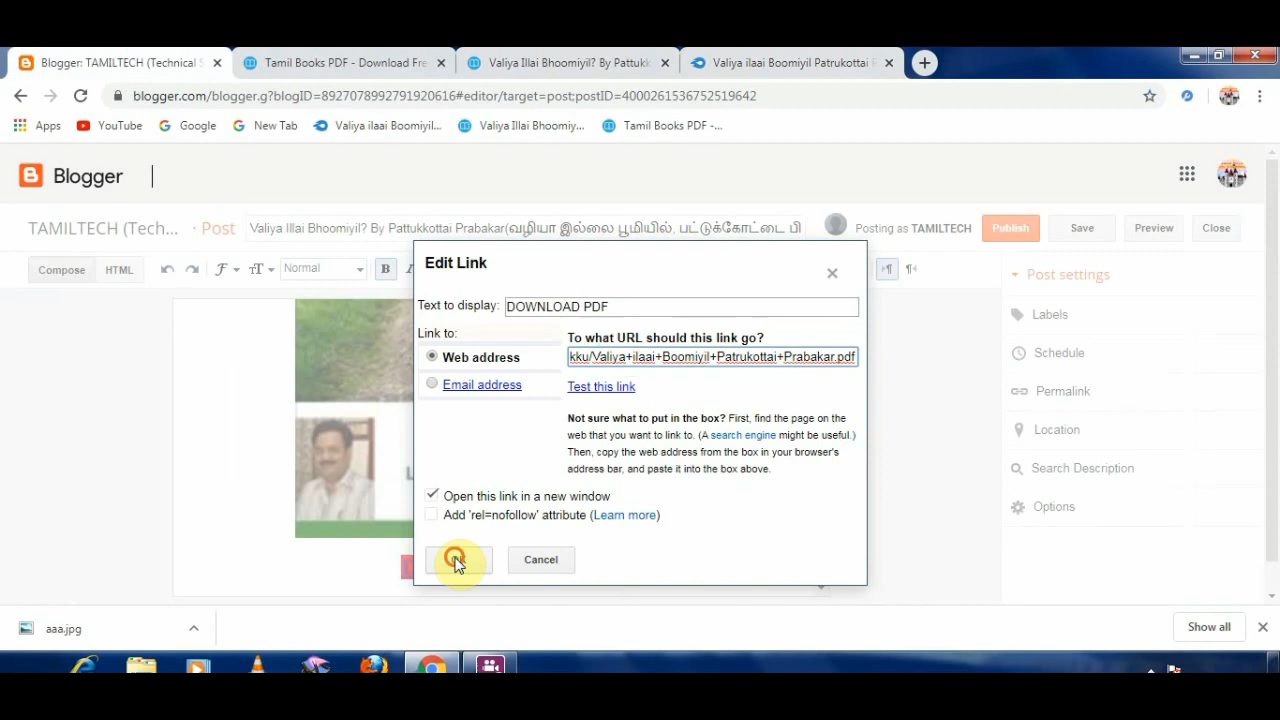 Blogger: TAMILTECH (Technical S
Tamil Books PDF - Download Fre
Valiya Illai Bhoomiyil? By Pattukk
Valiya ilaai Boomiyil Patrukottai P
blogger.com/blogger.g?blogID=8927078992791920616#editor/target=post;postID=4000261536752519642
Apps YouTube Google New Tab Valiya ilaai Boomiyil... Valiya Illai Bhoomiy... Tamil Books PDF -...
Blogger
TAMILTECH (Tech... · Post Valiya Illai Bhoomiyil? By Pattukkottai Prabakar(வழியா இல்லை பூமியில், பட்டுக்கோட்டை பி Posting as TAMILTECH Publish Save Preview Close
Compose HTML Normal B
Edit Link
Text to display: DOWNLOAD PDF
Link to:
To what URL should this link go?
Web address
kku/Valiya+ilaai+Boomiyil+Patrukottai+Prabakar.pdf
Email address
Test this link
Not sure what to put in the box? First, find the page on the
web that you want to link to. (A search engine might be useful.)
Then, copy the web address from the box in your browser's
address bar, and paste it into the box above.
Open this link in a new window
Add 'rel=nofollow' attribute (Learn more)
Cancel
Post settings
Labels
Schedule
Permalink
Location
Search Description
Options
aaa.jpg
Show all